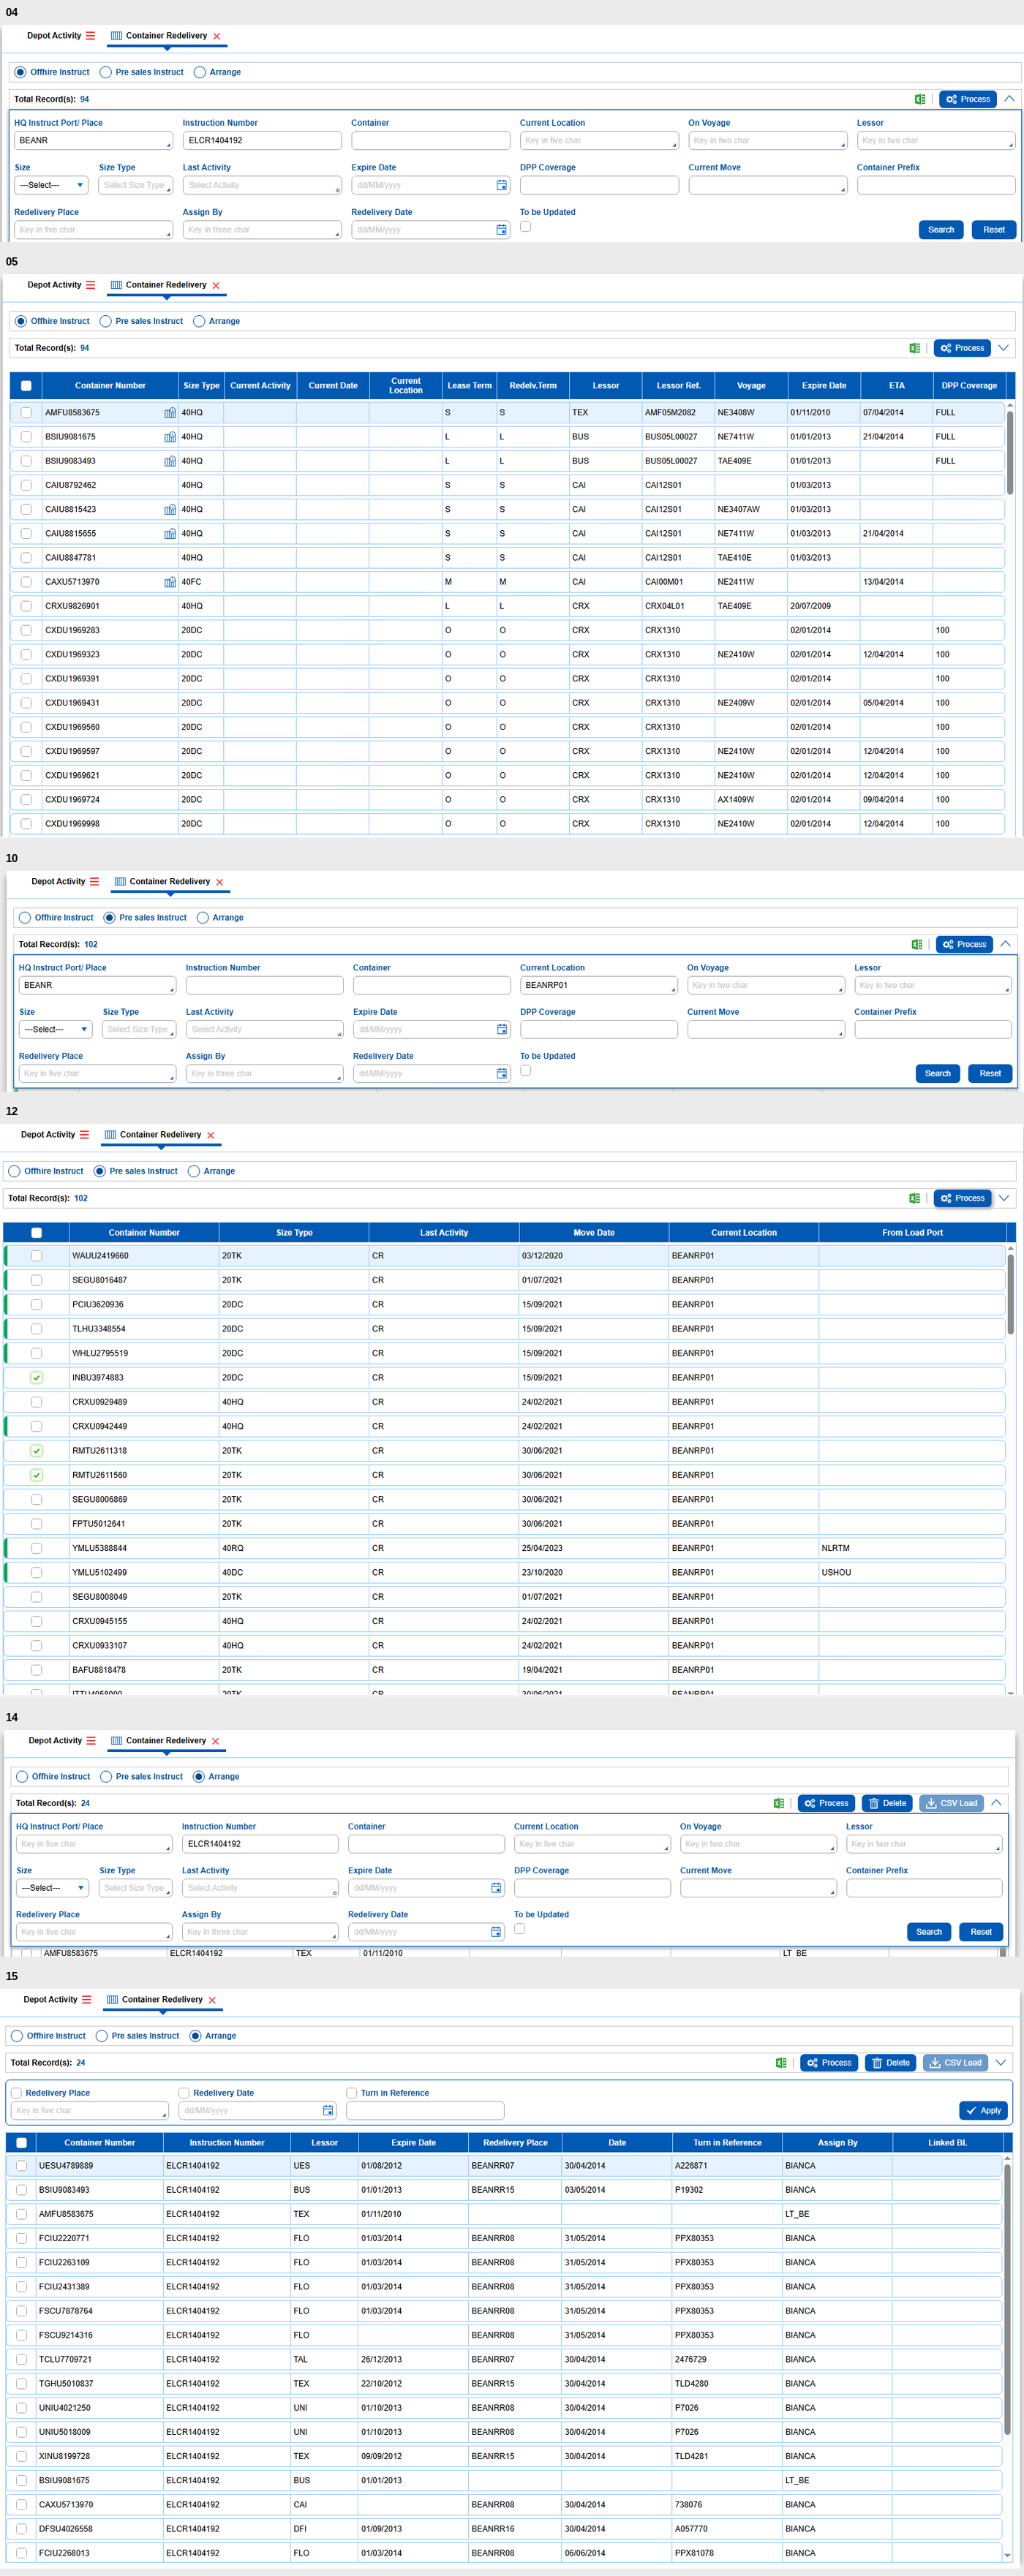 04
Depot Activity Container Redelivery
Offhire Instruct Pre sales Instruct Arrange
Total Record(s): 94 Process
HQ Instruct Port/ Place Instruction Number Container Current Location On Voyage Lessor
BEANR ELCR1404192 Key in five char Key in two char Key in two char
Size Size Type Last Activity Expire Date DPP Coverage Current Move Container Prefix
---Select--- Select Size Type Select Activity dd/MM/yyyy
Redelivery Place Assign By Redelivery Date To be Updated
Key in five char Key in three char dd/MM/yyyy Search Reset
05
Depot Activity Container Redelivery
Offhire Instruct Pre sales Instruct Arrange
Total Record(s): 94 Process
Container Number Size Type Current Activity Current Date Current Location Lease Term Redelv.Term Lessor Lessor Ref. Voyage Expire Date ETA DPP Coverage
AMFU8583675 40HQ S S TEX AMF05M2082 NE3408W 01/11/2010 07/04/2014 FULL
BSIU9081675 40HQ L L BUS BUS05L00027 NE7411W 01/01/2013 21/04/2014 FULL
BSIU9083493 40HQ L L BUS BUS05L00027 TAE409E 01/01/2013 FULL
CAIU8792462 40HQ S S CAI CAI12S01 01/03/2013
CAIU8815423 40HQ S S CAI CAI12S01 NE3407AW 01/03/2013
CAIU8815655 40HQ S S CAI CAI12S01 NE7411W 01/03/2013 21/04/2014
CAIU8847781 40HQ S S CAI CAI12S01 TAE410E 01/03/2013
CAXU5713970 40FC M M CAI CAI00M01 NE2411W 13/04/2014
CRXU9826901 40HQ L L CRX CRX04L01 TAE409E 20/07/2009
CXDU1969283 20DC O O CRX CRX1310 02/01/2014 100
CXDU1969323 20DC O O CRX CRX1310 NE2410W 02/01/2014 12/04/2014 100
CXDU1969391 20DC O O CRX CRX1310 02/01/2014 100
CXDU1969431 20DC O O CRX CRX1310 NE2409W 02/01/2014 05/04/2014 100
CXDU1969560 20DC O O CRX CRX1310 02/01/2014 100
CXDU1969597 20DC O O CRX CRX1310 NE2410W 02/01/2014 12/04/2014 100
CXDU1969621 20DC O O CRX CRX1310 NE2410W 02/01/2014 12/04/2014 100
CXDU1969724 20DC O O CRX CRX1310 AX1409W 02/01/2014 09/04/2014 100
CXDU1969998 20DC O O CRX CRX1310 NE2410W 02/01/2014 12/04/2014 100
10
Depot Activity Container Redelivery
Offhire Instruct Pre sales Instruct Arrange
Total Record(s): 102 Process
HQ Instruct Port/ Place Instruction Number Container Current Location On Voyage Lessor
BEANR BEANRP01 Key in two char Key in two char
Size Size Type Last Activity Expire Date DPP Coverage Current Move Container Prefix
---Select--- Select Size Type Select Activity dd/MM/yyyy
Redelivery Place Assign By Redelivery Date To be Updated
Key in five char Key in three char dd/MM/yyyy Search Reset
12
Depot Activity Container Redelivery
Offhire Instruct Pre sales Instruct Arrange
Total Record(s): 102 Process
Container Number Size Type Last Activity Move Date Current Location From Load Port
WAUU2419660 20TK CR 03/12/2020 BEANRP01
SEGU8016487 20TK CR 01/07/2021 BEANRP01
PCIU3620936 20DC CR 15/09/2021 BEANRP01
TLHU3348554 20DC CR 15/09/2021 BEANRP01
WHLU2795519 20DC CR 15/09/2021 BEANRP01
INBU3974883 20DC CR 15/09/2021 BEANRP01
CRXU0929489 40HQ CR 24/02/2021 BEANRP01
CRXU0942449 40HQ CR 24/02/2021 BEANRP01
RMTU2611318 20TK CR 30/06/2021 BEANRP01
RMTU2611560 20TK CR 30/06/2021 BEANRP01
SEGU8006869 20TK CR 30/06/2021 BEANRP01
FPTU5012641 20TK CR 30/06/2021 BEANRP01
YMLU5388844 40RQ CR 25/04/2023 BEANRP01 NLRTM
YMLU5102499 40DC CR 23/10/2020 BEANRP01 USHOU
SEGU8008049 20TK CR 01/07/2021 BEANRP01
CRXU0945155 40HQ CR 24/02/2021 BEANRP01
CRXU0933107 40HQ CR 24/02/2021 BEANRP01
BAFU8818478 20TK CR 19/04/2021 BEANRP01
20TK CR 30/06/2021 BEANRP01
14
Depot Activity Container Redelivery
Offhire Instruct Pre sales Instruct Arrange
Total Record(s): 24 Process Delete CSV Load
HQ Instruct Port/ Place Instruction Number Container Current Location On Voyage Lessor
Key in five char ELCR1404192 Key in five char Key in two char Key in two char
Size Size Type Last Activity Expire Date DPP Coverage Current Move Container Prefix
---Select--- Select Size Type Select Activity dd/MM/yyyy
Redelivery Place Assign By Redelivery Date To be Updated
Key in five char Key in three char dd/MM/yyyy Search Reset
AMFU8583675 ELCR1404192 TEX 01/11/2010 LT_BE
15
Depot Activity Container Redelivery
Offhire Instruct Pre sales Instruct Arrange
Total Record(s): 24 Process Delete CSV Load
Redelivery Place Redelivery Date Turn in Reference
Key in five char dd/MM/yyyy Apply
Container Number Instruction Number Lessor Expire Date Redelivery Place Date Turn in Reference Assign By Linked BL
UESU4789889 ELCR1404192 UES 01/08/2012 BEANRR07 30/04/2014 A226871 BIANCA
BSIU9083493 ELCR1404192 BUS 01/01/2013 BEANRR15 03/05/2014 P19302 BIANCA
AMFU8583675 ELCR1404192 TEX 01/11/2010 LT_BE
FCIU2220771 ELCR1404192 FLO 01/03/2014 BEANRR08 31/05/2014 PPX80353 BIANCA
FCIU2263109 ELCR1404192 FLO 01/03/2014 BEANRR08 31/05/2014 PPX80353 BIANCA
FCIU2431389 ELCR1404192 FLO 01/03/2014 BEANRR08 31/05/2014 PPX80353 BIANCA
FSCU7878764 ELCR1404192 FLO 01/03/2014 BEANRR08 31/05/2014 PPX80353 BIANCA
FSCU9214316 ELCR1404192 FLO BEANRR08 31/05/2014 PPX80353 BIANCA
TCLU7709721 ELCR1404192 TAL 26/12/2013 BEANRR07 30/04/2014 2476729 BIANCA
TGHU5010837 ELCR1404192 TEX 22/10/2012 BEANRR15 30/04/2014 TLD4280 BIANCA
UNIU4021250 ELCR1404192 UNI 01/10/2013 BEANRR08 30/04/2014 P7026 BIANCA
UNIU5018009 ELCR1404192 UNI 01/10/2013 BEANRR08 30/04/2014 P7026 BIANCA
XINU8199728 ELCR1404192 TEX 09/09/2012 BEANRR15 30/04/2014 TLD4281 BIANCA
BSIU9081675 ELCR1404192 BUS 01/01/2013 LT_BE
CAXU5713970 ELCR1404192 CAI BEANRR08 30/04/2014 738076 BIANCA
DFSU4026558 ELCR1404192 DFI 01/09/2013 BEANRR16 30/04/2014 A057770 BIANCA
FCIU2268013 ELCR1404192 FLO 01/03/2014 BEANRR08 06/06/2014 PPX81078 BIANCA